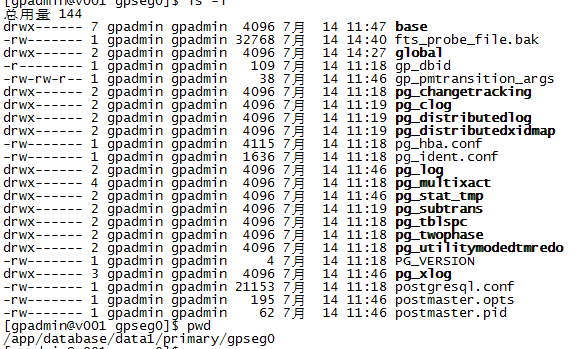 [gpadmin@v001 gpseg0]$ ls -l
总用量 144
drwx------ 7 gpadmin gpadmin 4096 7月 14 11:47 base
-rw------- 1 gpadmin gpadmin 32768 7月 14 14:40 fts_probe_file.bak
drwx------ 2 gpadmin gpadmin 4096 7月 14 14:27 global
-r-------- 1 gpadmin gpadmin 109 7月 14 11:18 gp_dbid
-rw-rw-r-- 1 gpadmin gpadmin 38 7月 14 11:46 gp_pmtransition_args
drwx------ 2 gpadmin gpadmin 4096 7月 14 11:18 pg_changetracking
drwx------ 2 gpadmin gpadmin 4096 7月 14 11:19 pg_clog
drwx------ 2 gpadmin gpadmin 4096 7月 14 11:19 pg_distributedlog
drwx------ 2 gpadmin gpadmin 4096 7月 14 11:19 pg_distributedxidmap
-rw------- 1 gpadmin gpadmin 4115 7月 14 11:18 pg_hba.conf
-rw------- 1 gpadmin gpadmin 1636 7月 14 11:18 pg_ident.conf
drwx------ 2 gpadmin gpadmin 4096 7月 14 11:46 pg_log
drwx------ 4 gpadmin gpadmin 4096 7月 14 11:18 pg_multixact
drwx------ 2 gpadmin gpadmin 4096 7月 14 11:46 pg_stat_tmp
drwx------ 2 gpadmin gpadmin 4096 7月 14 11:19 pg_subtrans
drwx------ 2 gpadmin gpadmin 4096 7月 14 11:18 pg_tblspc
drwx------ 2 gpadmin gpadmin 4096 7月 14 11:18 pg_twophase
drwx------ 2 gpadmin gpadmin 4096 7月 14 11:18 pg_utilitymodedtmredo
-rw------- 1 gpadmin gpadmin 4 7月 14 11:18 PG_VERSION
drwx------ 3 gpadmin gpadmin 4096 7月 14 11:46 pg_xlog
-rw------- 1 gpadmin gpadmin 21153 7月 14 11:18 postgresql.conf
-rw------- 1 gpadmin gpadmin 195 7月 14 11:46 postmaster.opts
-rw------- 1 gpadmin gpadmin 62 7月 14 11:46 postmaster.pid
[gpadmin@v001 gpseg0]$ pwd
/app/database/data1/primary/gpseg0